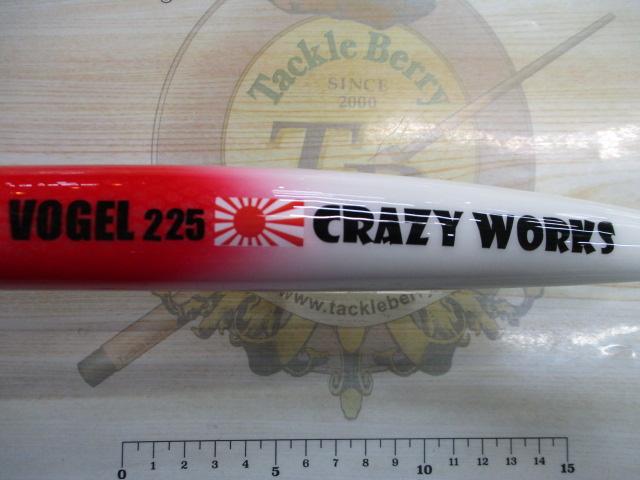 Tackle Berry
SINCE
2000
VOGEL 225 CRAZY WORKS
www.tackleberry
0 1 2 3 4 5 6 7 8 9 10 11 12 13 14 15